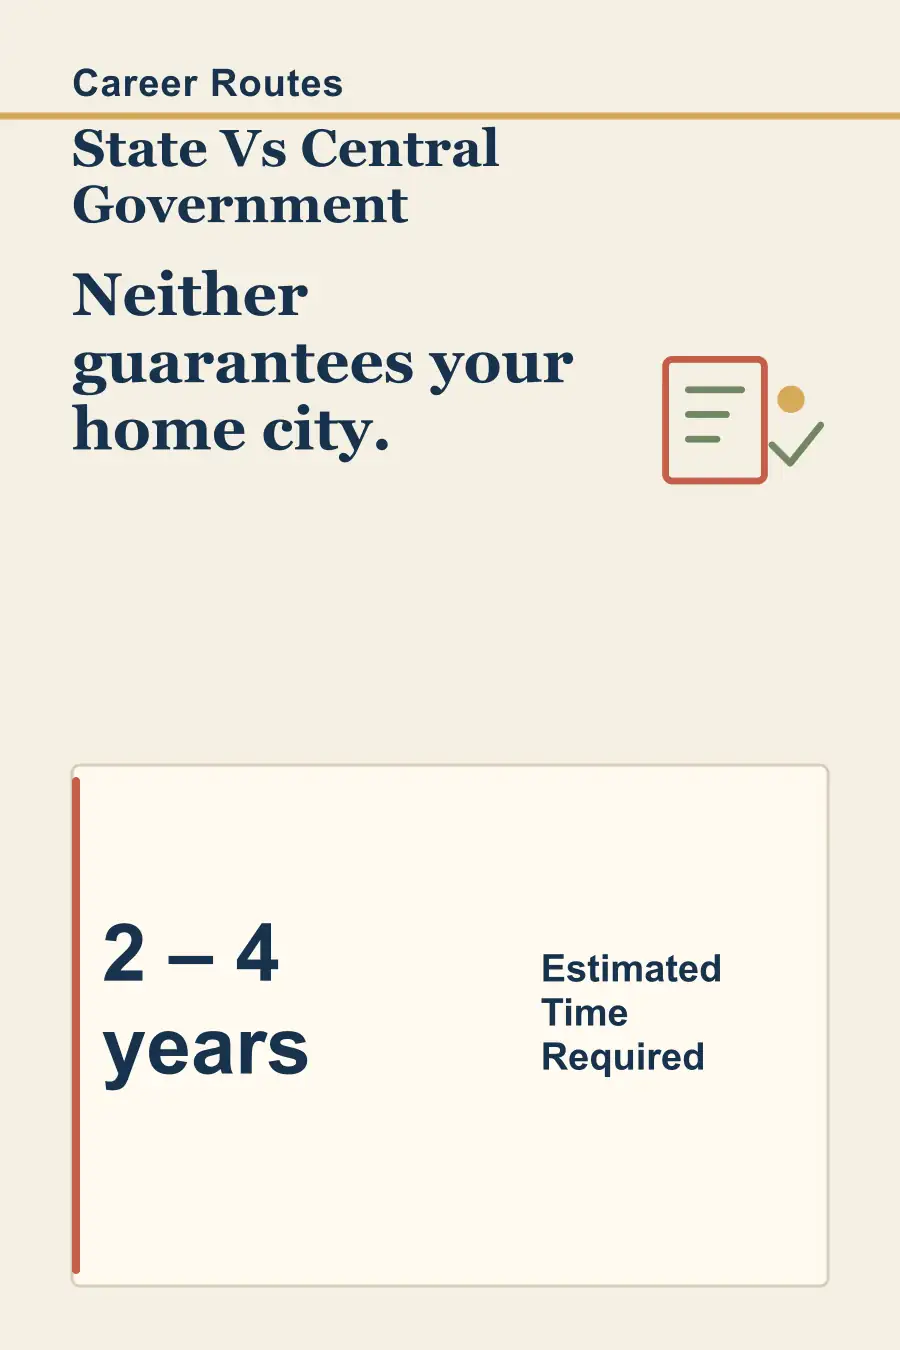 Career Routes
State Vs Central
Government
Neither
guarantees your
home city.
2 – 4
years
Estimated
Time
Required